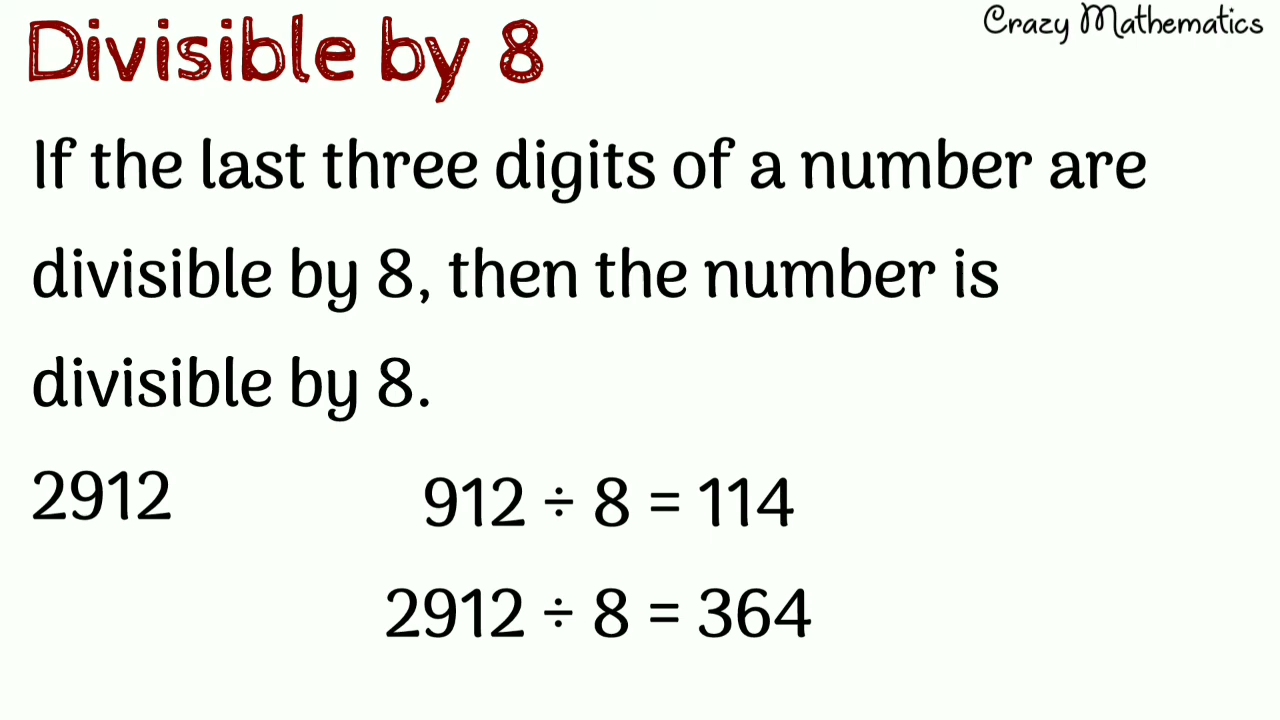 Divisible by 8
Crazy Mathematics
If the last three digits of a number are
divisible by 8, then the number is
divisible by 8.
2912
912 ÷ 8 = 114
2912 ÷ 8 = 364